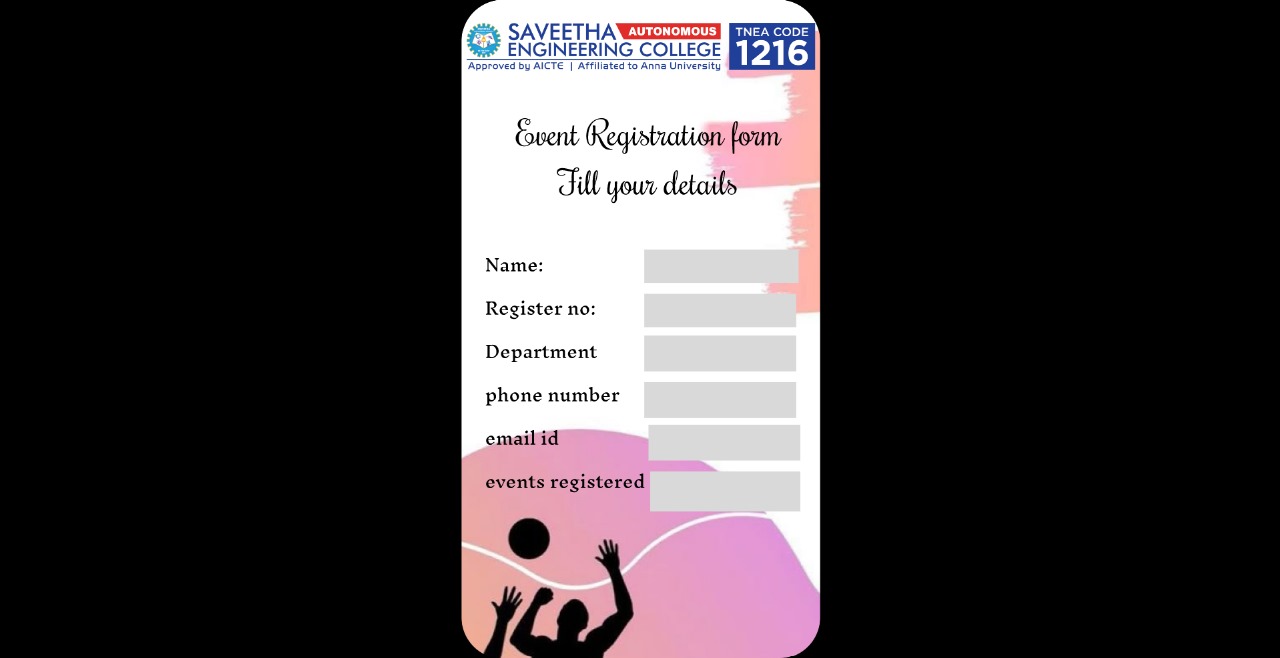 SAVEETHA AUTONOMOUS
ENGINEERING COLLEGE
Approved by AICTE | Affiliated to Anna University
TNEA CODE
1216
Event Registration form
Fill your details
Name:
Register no:
Department
phone number
email id
events registered